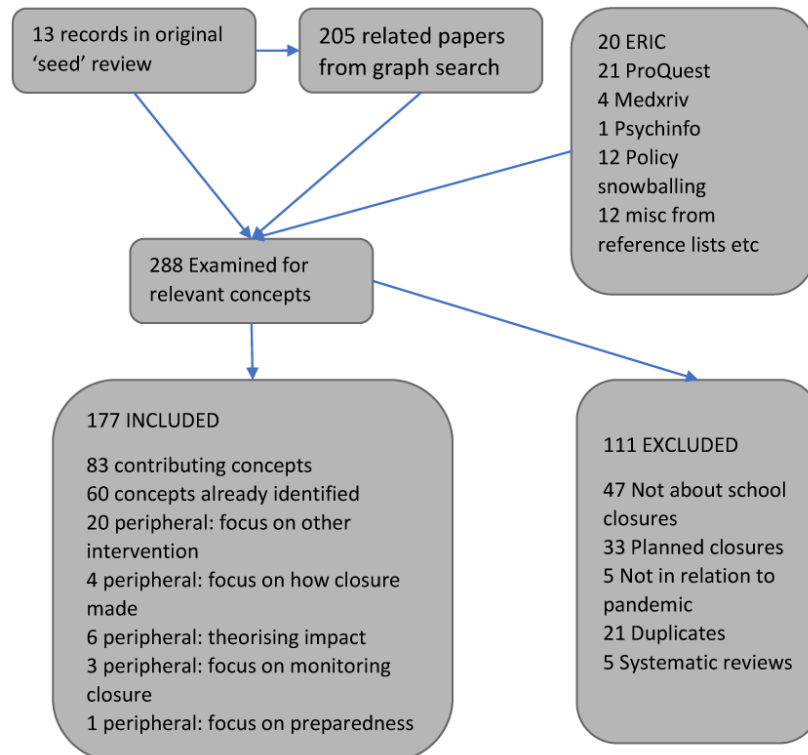 13 records in original
‘seed’ review
205 related papers
from graph search
20 ERIC
21 ProQuest
4 Medxriv
1 Psychinfo
12 Policy
snowballing
12 misc from
reference lists etc
288 Examined for
relevant concepts
177 INCLUDED
83 contributing concepts
60 concepts already identified
20 peripheral: focus on other
intervention
4 peripheral: focus on how closure
made
6 peripheral: theorising impact
3 peripheral: focus on monitoring
closure
1 peripheral: focus on preparedness
111 EXCLUDED
47 Not about school
closures
33 Planned closures
5 Not in relation to
pandemic
21 Duplicates
5 Systematic reviews